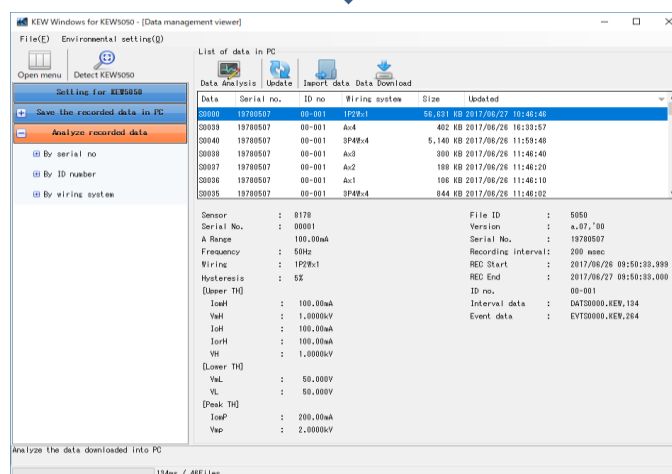 KEW Windows for KEW5050 - [Data management viewer]
File(F) Environmental setting(Q)
Open menu Detect KEW5050
List of data in PC
Data Analysis Update Import data Data Download
Setting for KEW5050
Save the recorded data in PC
Analyze recorded data
By serial no
By ID number
By wiring system
Data Serial no. ID no Wiring system Size Updated
S0000 19780507 00-001 1P2Wx1 56,631 KB 2017/06/27 10:46:46
S0039 19780507 00-001 Ax4 402 KB 2017/06/26 16:33:57
S0040 19780507 00-001 3P4Wx4 5,140 KB 2017/06/26 11:59:48
S0038 19780507 00-001 Ax3 300 KB 2017/06/26 11:46:40
S0037 19780507 00-001 Ax2 188 KB 2017/06/26 11:46:20
S0036 19780507 00-001 Ax1 106 KB 2017/06/26 11:46:10
S0035 19780507 00-001 3P4Wx4 844 KB 2017/06/26 11:46:02
Sensor : 8178
Serial No. : 00001
A Range 100.00mA
Frequency : 50Hz
Wiring : 1P2Wx1
Hysteresis : 5%
[Upper TH]
IomH : 100.00mA
VmH : 1.0000kV
IoH : 100.00mA
IorH : 100.00mA
VH : 1.0000kV
[Lower TH]
VmL : 50.000V
VL : 50.000V
[Peak TH]
IomP : 200.00mA
Vmp : 2.0000kV
File ID : 5050
Version : a.07,'00
Serial No. : 19780507
Recording interval: 200 msec
REC Start : 2017/06/26 09:50:33.999
REC End : 2017/06/27 09:50:33.000
ID no. 00-001
Interval data : DATS0000.KEW,134
Event data : EVTS0000.KEW,264
Analyze the data downloaded into PC
134ms / 46Files